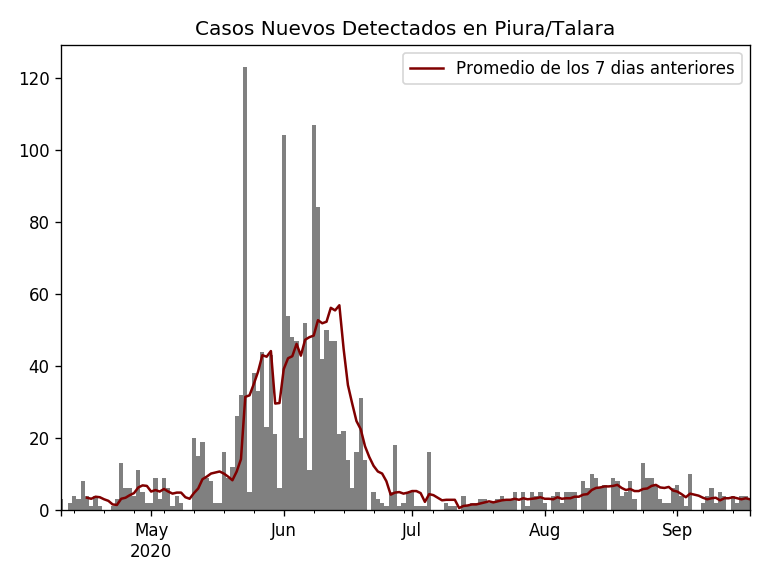 Casos Nuevos Detectados en Piura/Talara
Promedio de los 7 dias anteriores
120
100
80
60
40
20
0
May
2020
Jun
Jul
Aug
Sep